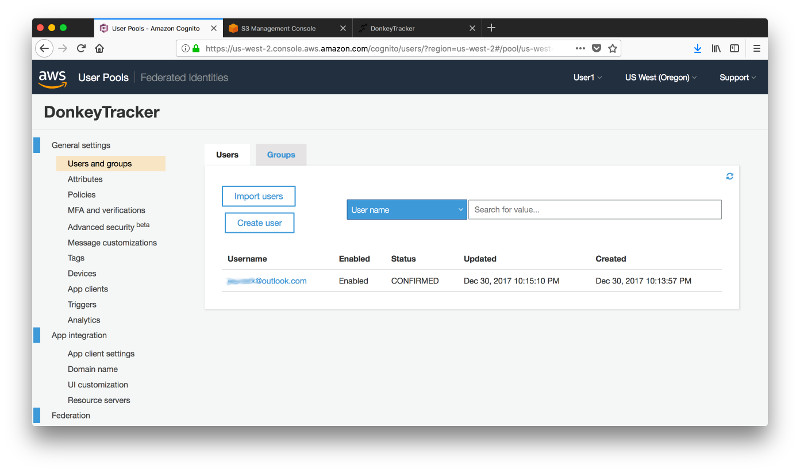 User Pools - Amazon Cognito
S3 Management Console
DonkeyTracker
https://us-west-2.console.aws.amazon.com/cognito/users/?region=us-west-2#/pool/us-west
aws
User Pools
Federated Identities
User1
US West (Oregon)
Support
DonkeyTracker
General settings
Users and groups
Attributes
Policies
MFA and verifications
Advanced security beta
Message customizations
Tags
Devices
App clients
Triggers
Analytics
App integration
App client settings
Domain name
UI customization
Resource servers
Federation
Users
Groups
Import users
Create user
User name
Search for value...
Username Enabled Status Updated Created
@outlook.com Enabled CONFIRMED Dec 30, 2017 10:15:10 PM Dec 30, 2017 10:13:57 PM